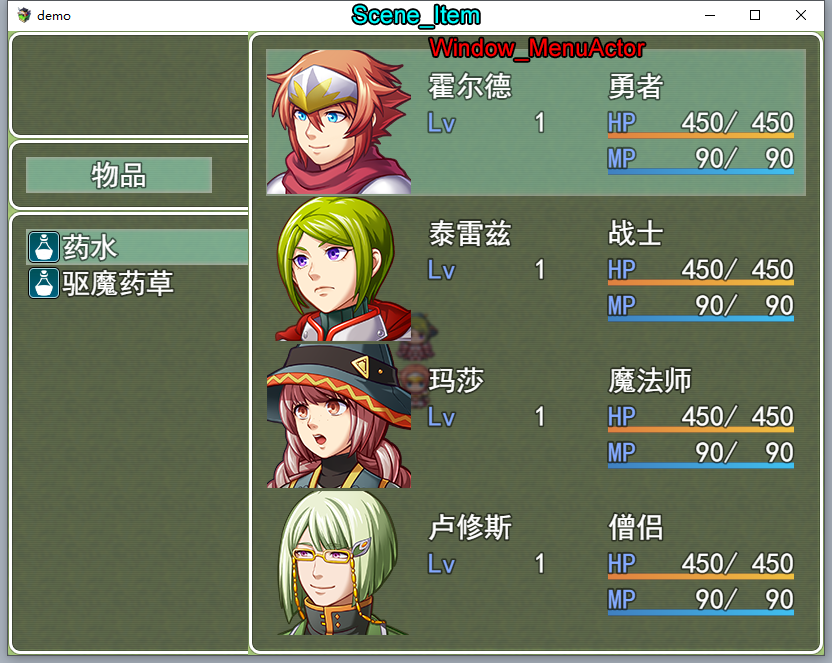 demo
Scene_Item
Window_MenuActor
物品
药水
驱魔药草
霍尔德 勇者
Lv 1 HP 450/ 450
MP 90/ 90
泰雷兹 战士
Lv 1 HP 450/ 450
MP 90/ 90
玛莎 魔法师
Lv 1 HP 450/ 450
MP 90/ 90
卢修斯 僧侣
Lv 1 HP 450/ 450
MP 90/ 90